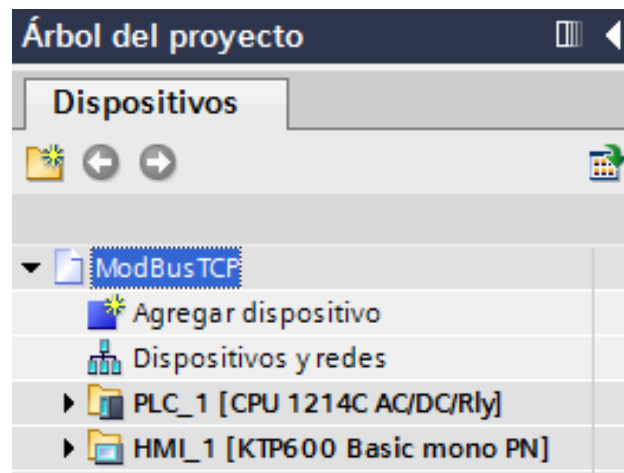 Árbol del proyecto
Dispositivos
ModBusTCP
Agregar dispositivo
Dispositivos y redes
PLC_1 [CPU 1214C AC/DC/Rly]
HMI_1 [KTP600 Basic mono PN]